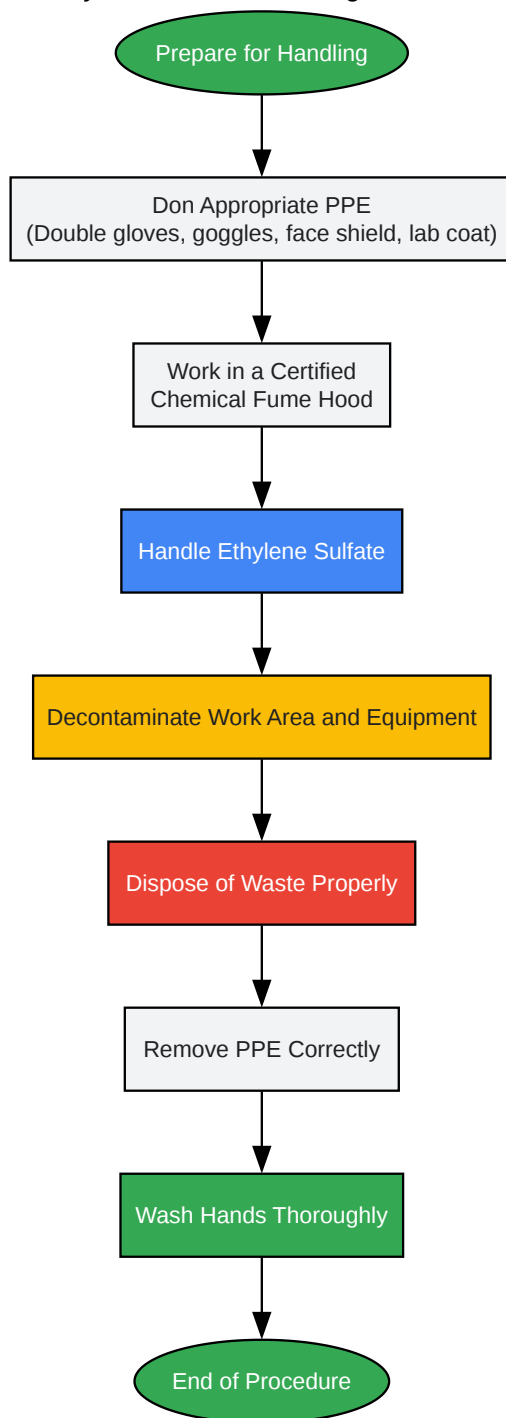 Prepare for Handling
Don Appropriate PPE
(Double gloves, goggles, face shield, lab coat)
Work in a Certified
Chemical Fume Hood
Handle Ethylene Sulfate
Decontaminate Work Area and Equipment
Dispose of Waste Properly
Remove PPE Correctly
Wash Hands Thoroughly
End of Procedure